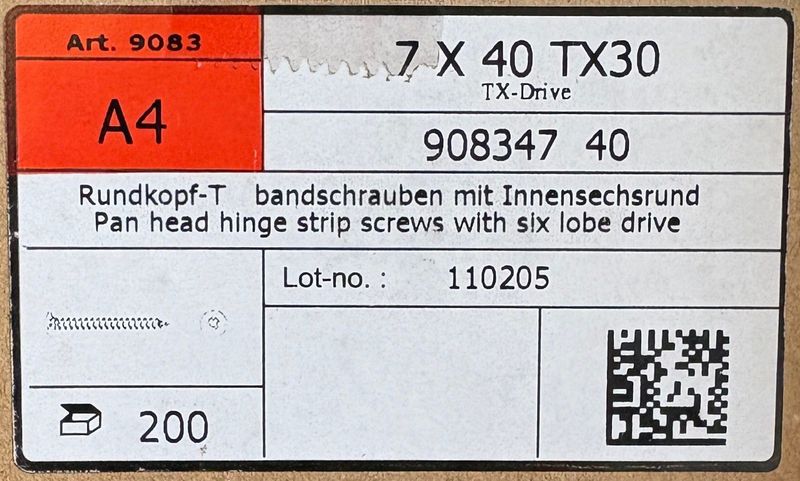 Art. 9083
7 X 40 TX30
TX-Drive
A4
908347 40
Rundkopf-T bandschrauben mit Innensechsrund
Pan head hinge strip screws with six lobe drive
Lot-no. : 110205
200